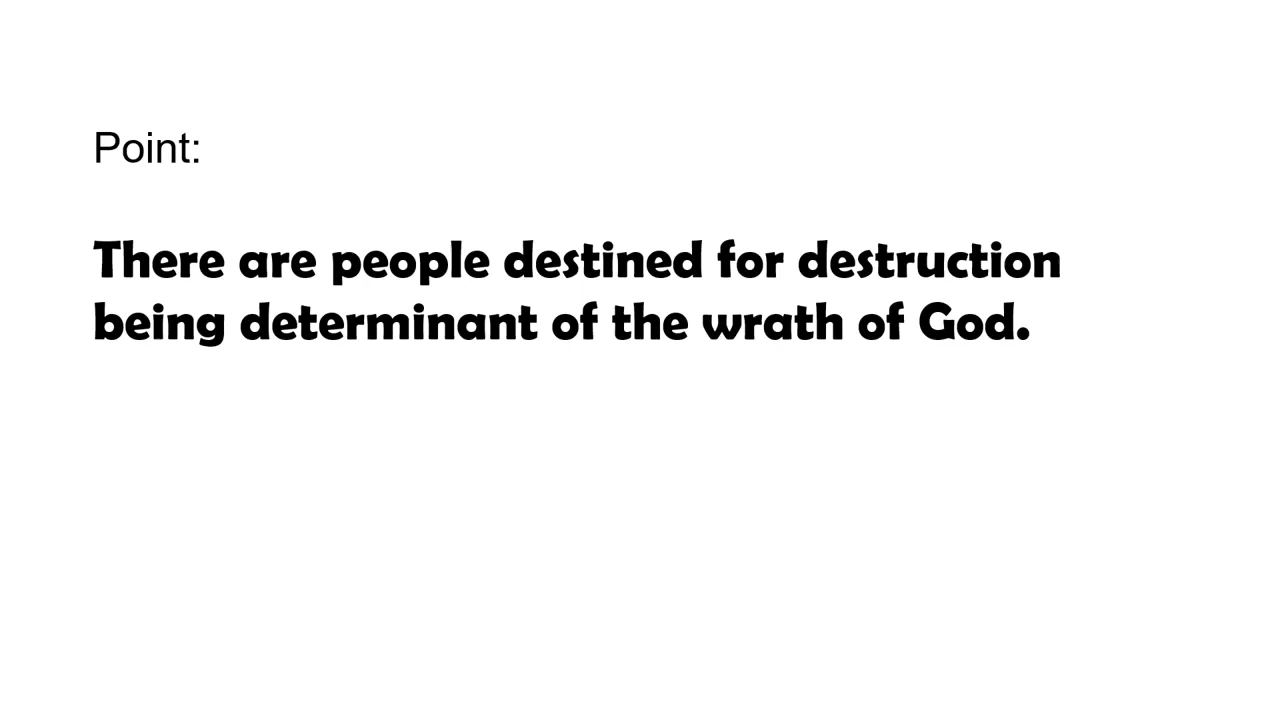 Point:
There are people destined for destruction
being determinant of the wrath of God.